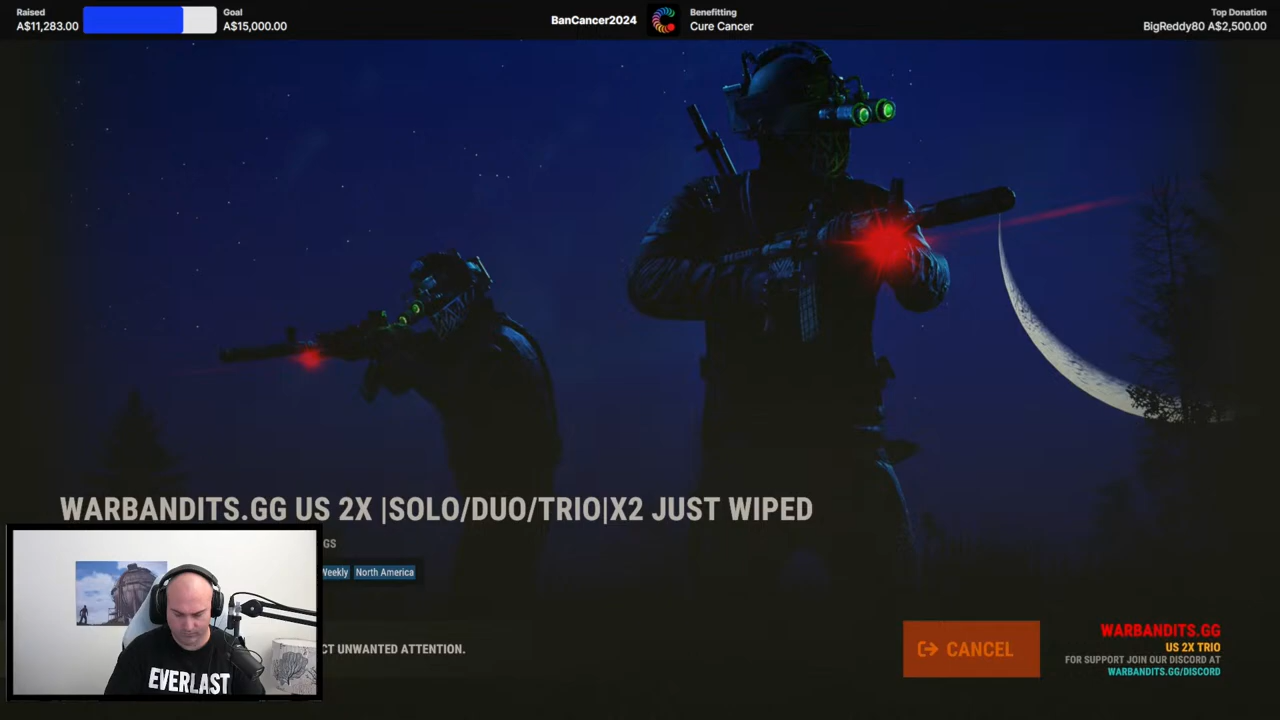 Raised
A$11,283.00
Goal
A$15,000.00
BanCancer2024
Benefitting
Cure Cancer
Top Donation
BigReddy80 A$2,500.00
WARBANDITS.GG US 2X |SOLO/DUO/TRIO|X2 JUST WIPED
GS
Weekly
North America
CT UNWANTED ATTENTION.
CANCEL
WARBANDITS.GG
US 2X TRIO
FOR SUPPORT JOIN OUR DISCORD AT
WARBANDITS.GG/DISCORD
EVERLAST